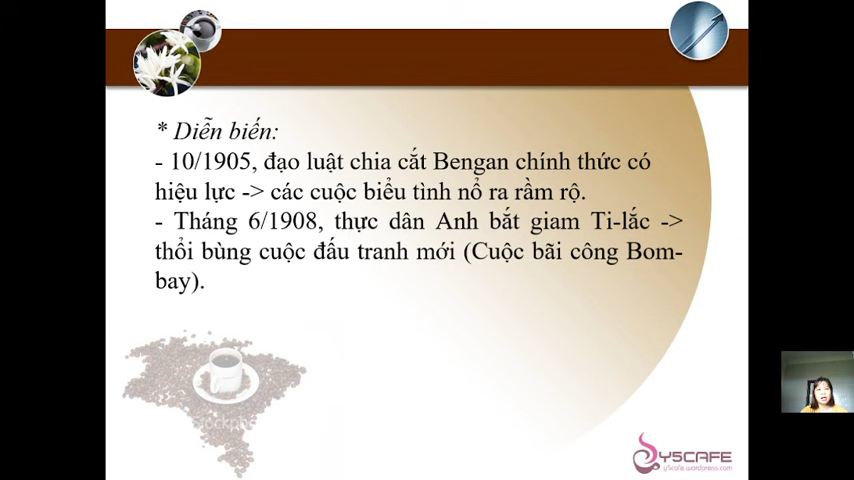 * Diễn biến:
- 10/1905, đạo luật chia cắt Bengan chính thức có
hiệu lực -> các cuộc biểu tình nổ ra rầm rộ.
- Tháng 6/1908, thực dân Anh bắt giam Ti-lắc ->
thổi bùng cuộc đấu tranh mới (Cuộc bãi công Bom-
bay).
Y5CAFE
y5cafe.wordpress.com